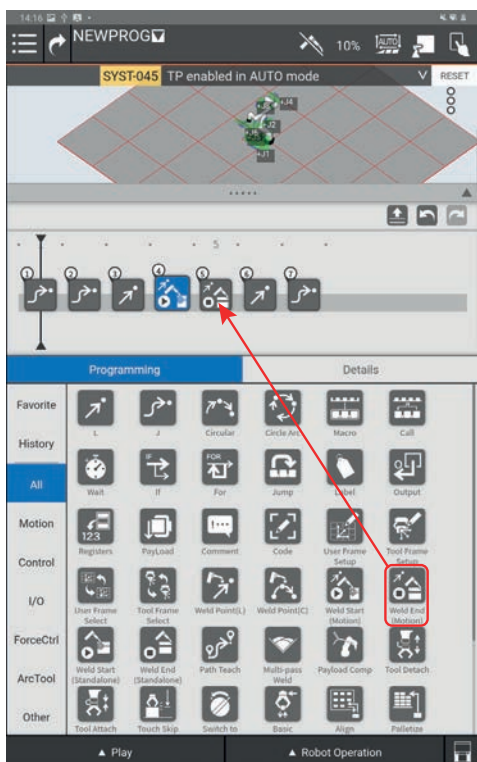 14:16
NEWPROG
10%
AUTO
SYST-045 TP enabled in AUTO mode
RESET
J4
J2
J1
5
1 2 3 4 5 6 7
Programming Details
Favorite
History
All
Motion
Control
I/O
ForceCtrl
ArcTool
Other
L J Circular Circle Arc Macro Call
IF FOR
Wait If For Jump Label Output
123
Registers PayLoad Comment Code User Frame Setup Tool Frame Setup
User Frame Select Tool Frame Select Weld Point(L) Weld Point(C) Weld Start (Motion) Weld End (Motion)
Weld Start (Standalone) Weld End (Standalone) Path Teach Multi-pass Weld Payload Comp Tool Detach
Tool Attach Touch Skip Switch to Basic Align Palletize
Play Robot Operation